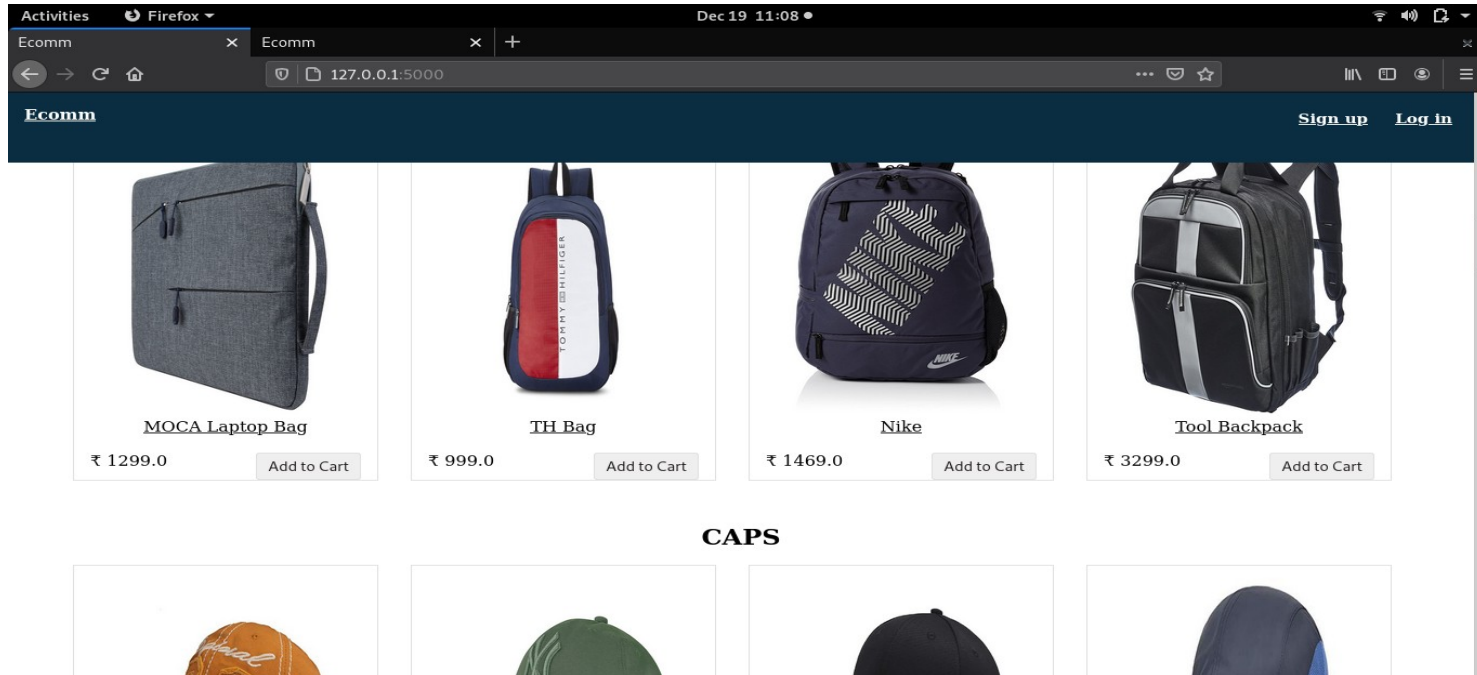 Activities Firefox Dec 19 11:08
Ecomm Ecomm
127.0.0.1:5000
Ecomm Sign up Log in
TOMMY HILFIGER
NIKE
MOCA Laptop Bag TH Bag Nike Tool Backpack
₹ 1299.0 Add to Cart ₹ 999.0 Add to Cart ₹ 1469.0 Add to Cart ₹ 3299.0 Add to Cart
CAPS
NY